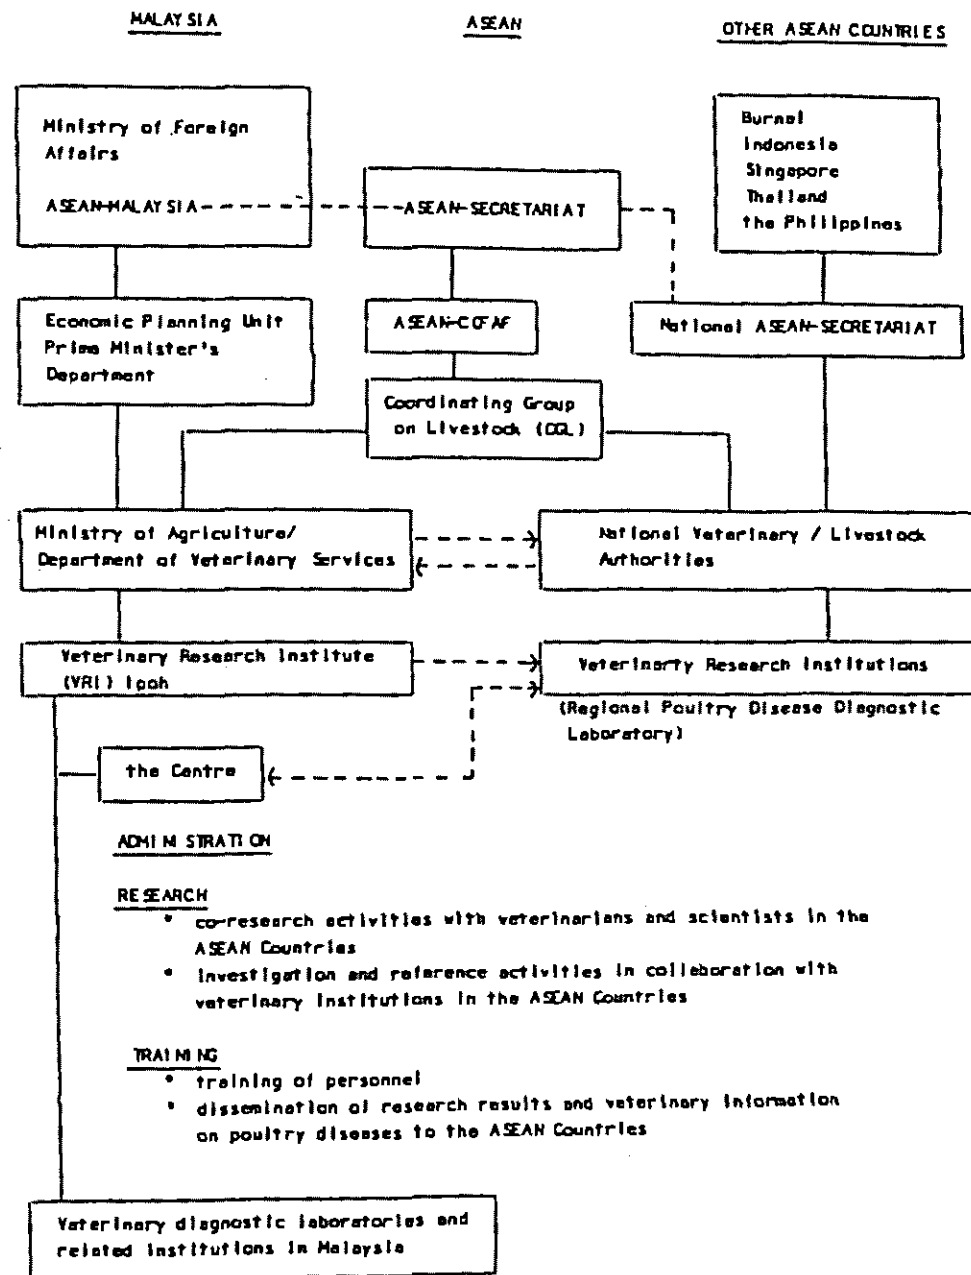 MALAYSIA
ASEAN
OTHER ASEAN COUNTRIES
Ministry of Foreign
Affairs
ASEAN-MALAYSIA
ASEAN-SECRETARIAT
Burnei
Indonesia
Singapore
Thailand
the Philippines
Economic Planning Unit
Prime Minister's
Department
ASEAN-COFAF
National ASEAN-SECRETARIAT
Coordinating Group
on Livestock (CGL)
Ministry of Agriculture/
Department of Veterinary Services
National Veterinary / Livestock
Authorities
Veterinary Research Institute
(VRI) Ipoh
Veterinarty Research Institutions
(Regional Poultry Disease Diagnostic
Laboratory)
the Centre
ADMINISTRATION
RESEARCH
• co-research activities with veterinarians and scientists in the
ASEAN Countries
• investigation and reference activities in collaboration with
veterinary institutions in the ASEAN Countries
TRAINING
• training of personnel
• dissemination of research results and veterinary information
on poultry diseases to the ASEAN Countries
Veterinary diagnostic laboratories and
related institutions in Malaysia